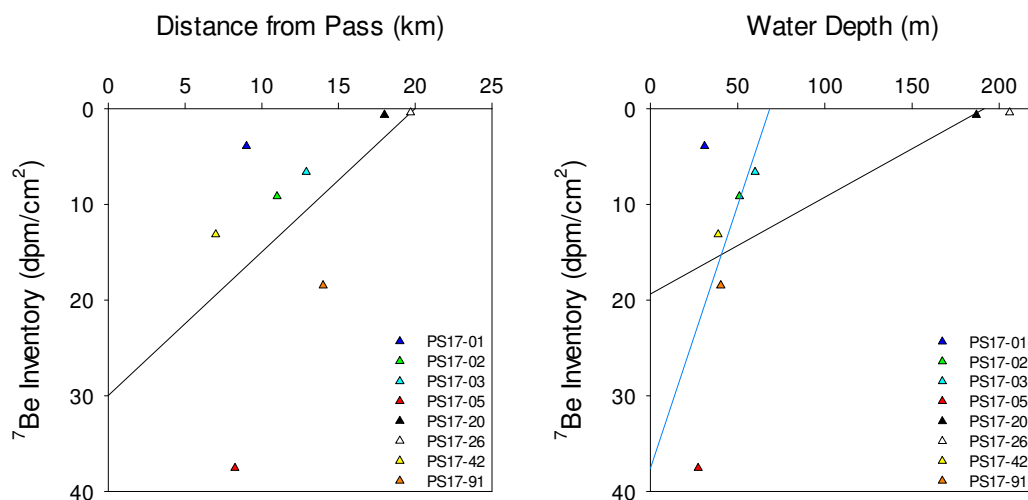 Distance from Pass (km)
0 5 10 15 20 25
⁷Be Inventory (dpm/cm²)
0
10
20
30
40
PS17-01
PS17-02
PS17-03
PS17-05
PS17-20
PS17-26
PS17-42
PS17-91
Water Depth (m)
0 50 100 150 200
⁷Be Inventory (dpm/cm²)
0
10
20
30
40
PS17-01
PS17-02
PS17-03
PS17-05
PS17-20
PS17-26
PS17-42
PS17-91